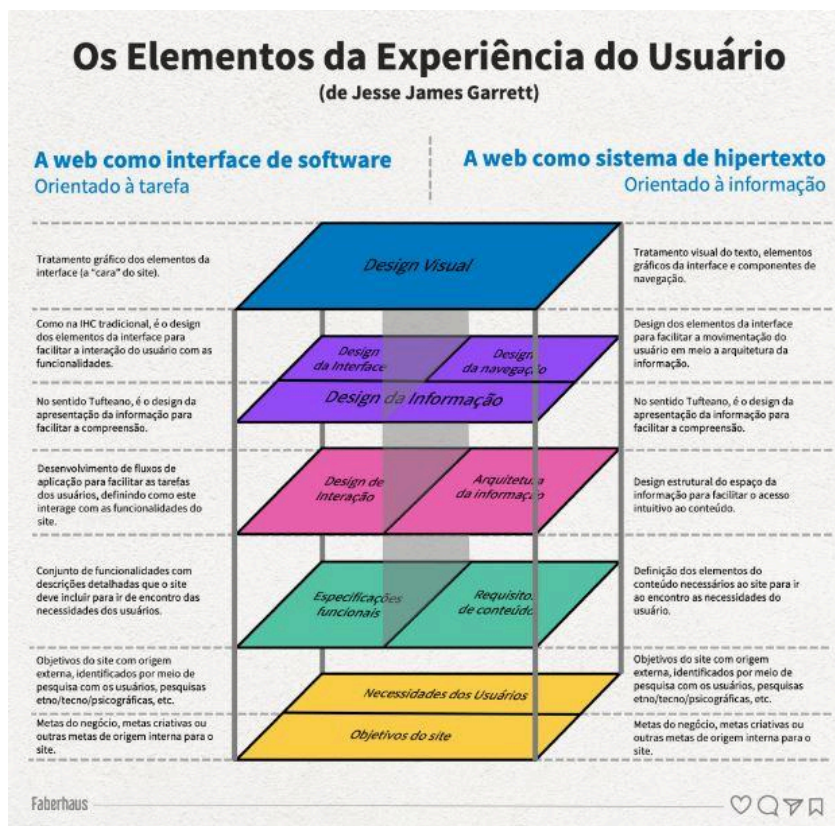 Os Elementos da Experiência do Usuário
(de Jesse James Garrett)
A web como interface de software
Orientado à tarefa
A web como sistema de hipertexto
Orientado à informação
Tratamento gráfico dos elementos da
interface (a "cara" do site).
Design Visual
Tratamento visual do texto, elementos
gráficos da interface e componentes de
navegação.
Como na IHC tradicional, é o design
dos elementos da interface para
facilitar a interação do usuário com as
funcionalidades.
Design
da Interface
Design
da navegação
Design dos elementos da interface
para facilitar a movimentação do
usuário em meio a arquitetura da
informação.
No sentido Tufteano, é o design da
apresentação da informação para
facilitar a compreensão.
Design da Informação
No sentido Tufteano, é o design da
apresentação da informação para
facilitar a compreensão.
Desenvolvimento de fluxos de
aplicação para facilitar as tarefas
dos usuários, definindo como este
interage com as funcionalidades do
site.
Design de
Interação
Arquitetura
da informação
Design estrutural do espaço da
informação para facilitar o acesso
intuitivo ao conteúdo.
Conjunto de funcionalidades com
descrições detalhadas que o site
deve incluir para ir de encontro das
necessidades dos usuários.
Especificações
funcionais
Requisitos
de conteúdo
Definição dos elementos do
conteúdo necessários ao site para ir
ao encontro as necessidades do
usuário.
Objetivos do site com origem
externa, identificados por meio de
pesquisa com os usuários, pesquisas
etno/tecno/psicográficas, etc.
Necessidades dos Usuários
Objetivos do site com origem
externa, identificados por meio de
pesquisa com os usuários, pesquisas
etno/tecno/psicográficas, etc.
Metas do negócio, metas criativas ou
outras metas de origem interna para o
site.
Objetivos do site
Metas do negócio, metas criativas ou
outras metas de origem interna para o
site.
Faberhaus